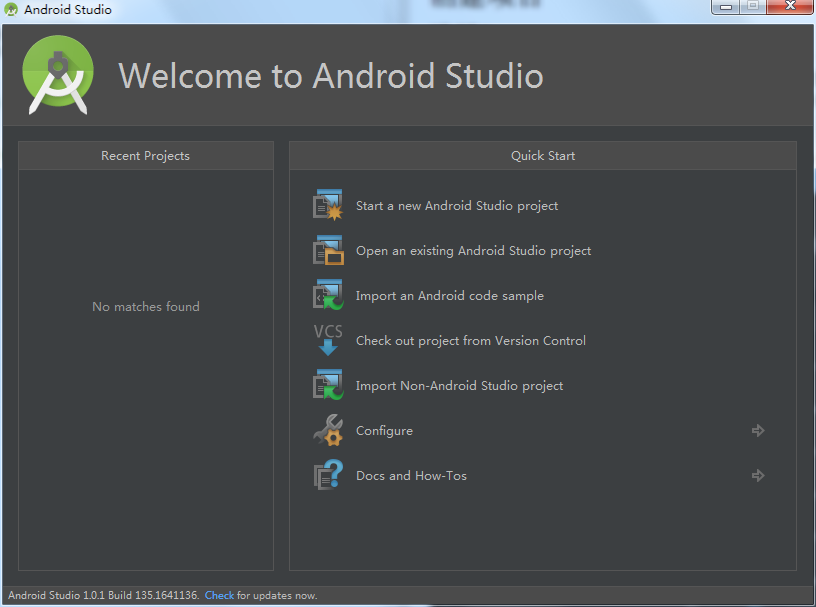 Android Studio
Welcome to Android Studio
Recent Projects
No matches found
Quick Start
Start a new Android Studio project
Open an existing Android Studio project
Import an Android code sample
VCS
Check out project from Version Control
Import Non-Android Studio project
Configure
Docs and How-Tos
Android Studio 1.0.1 Build 135.1641136. Check for updates now.